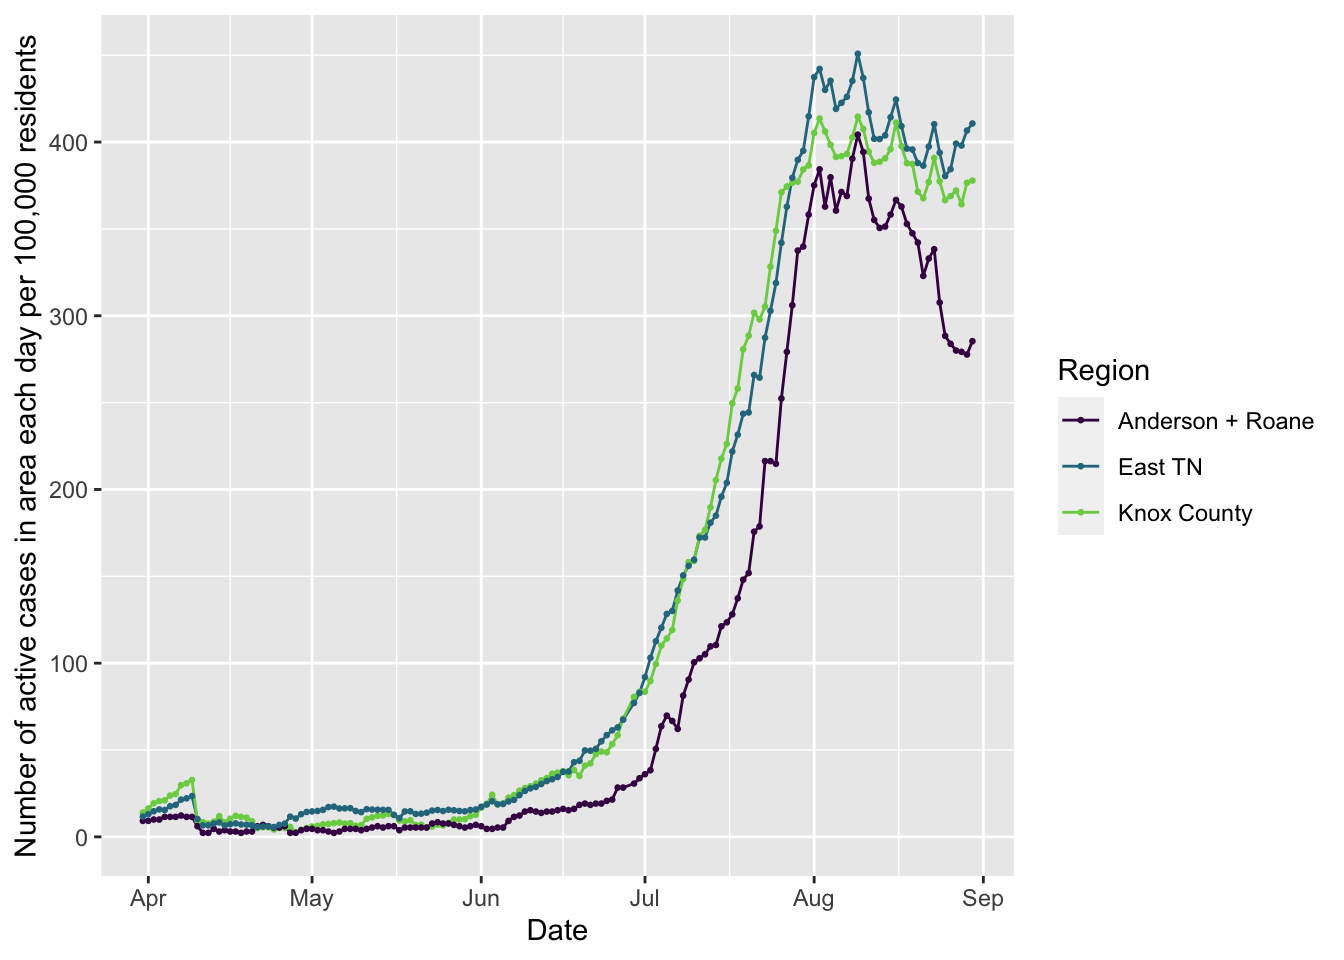 Number of active cases in area each day per 100,000 residents
400
300
200
100
0
Apr
May
Jun
Jul
Aug
Sep
Date
Region
Anderson + Roane
East TN
Knox County